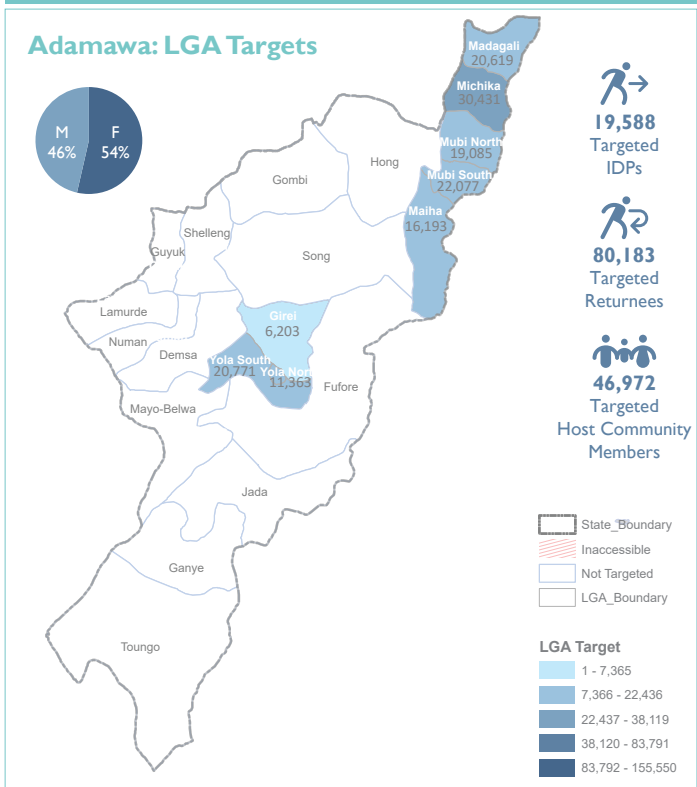 Adamawa: LGA Targets
M
46%
F
54%
Madagali
20,619
Michika
30,431
Mubi North
19,085
Mubi South
22,077
Maiha
16,193
Hong
Gombi
Shelleng
Guyuk
Song
Lamurde
Numan
Demsa
Girei
6,203
Yola South
20,771
Yola Nor
11,363
Fufore
Mayo-Belwa
Jada
Ganye
Toungo
19,588
Targeted
IDPs
80,183
Targeted
Returnees
46,972
Targeted
Host Community
Members
State_Boundary
Inaccessible
Not Targeted
LGA_Boundary
LGA Target
1 - 7,365
7,366 - 22,436
22,437 - 38,119
38,120 - 83,791
83,792 - 155,550